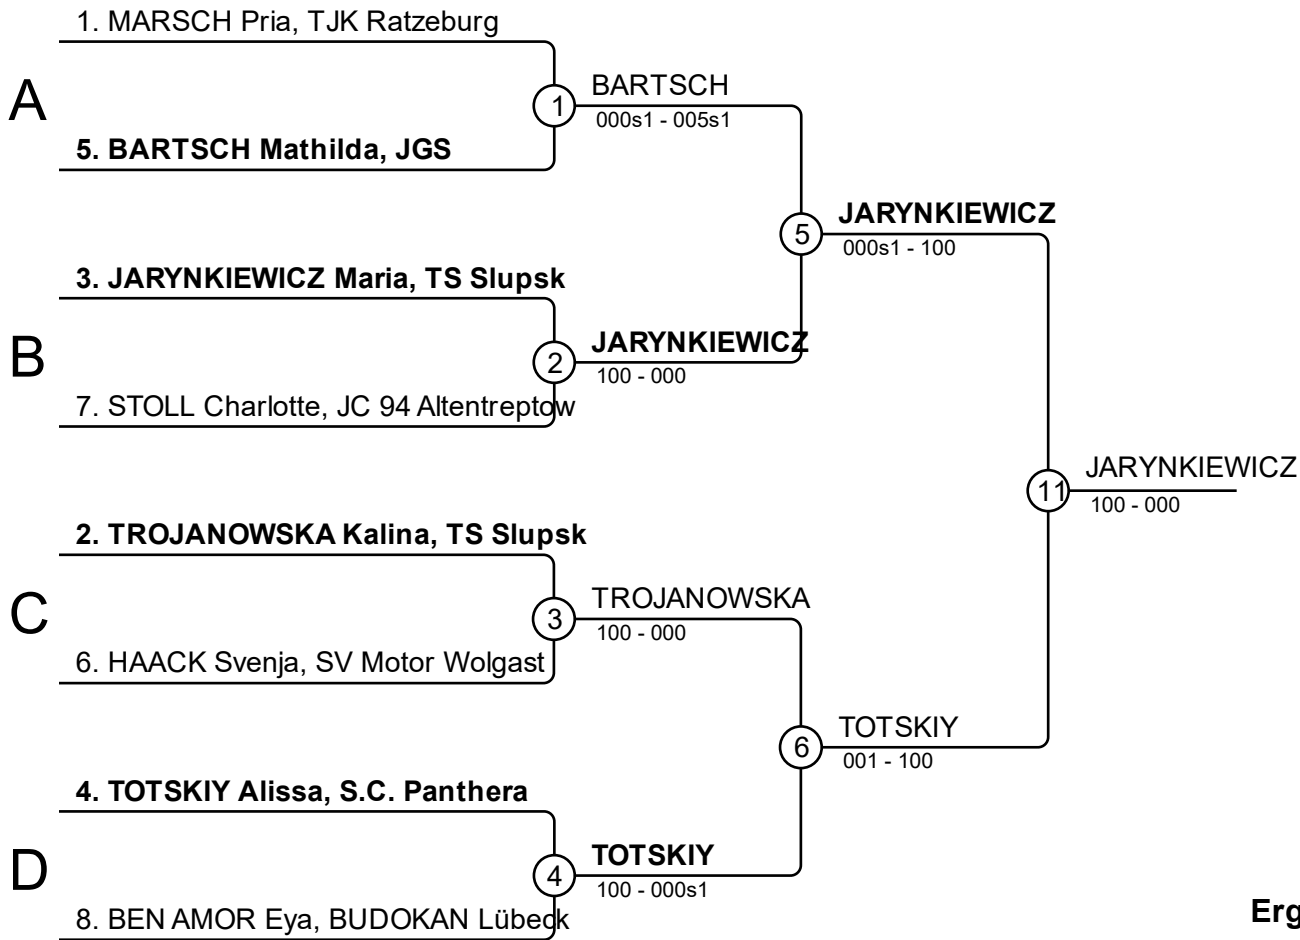 1. MARSCH Pria, TJK Ratzeburg
A
1
BARTSCH
000s1 - 005s1
5. BARTSCH Mathilda, JGS
5
JARYNKIEWICZ
000s1 - 100
3. JARYNKIEWICZ Maria, TS Slupsk
B
2
JARYNKIEWICZ
100 - 000
7. STOLL Charlotte, JC 94 Altentreptow
11
JARYNKIEWICZ
100 - 000
2. TROJANOWSKA Kalina, TS Slupsk
C
3
TROJANOWSKA
100 - 000
6. HAACK Svenja, SV Motor Wolgast
6
TOTSKIY
001 - 100
4. TOTSKIY Alissa, S.C. Panthera
D
4
TOTSKIY
100 - 000s1
8. BEN AMOR Eya, BUDOKAN Lübeck
Erg